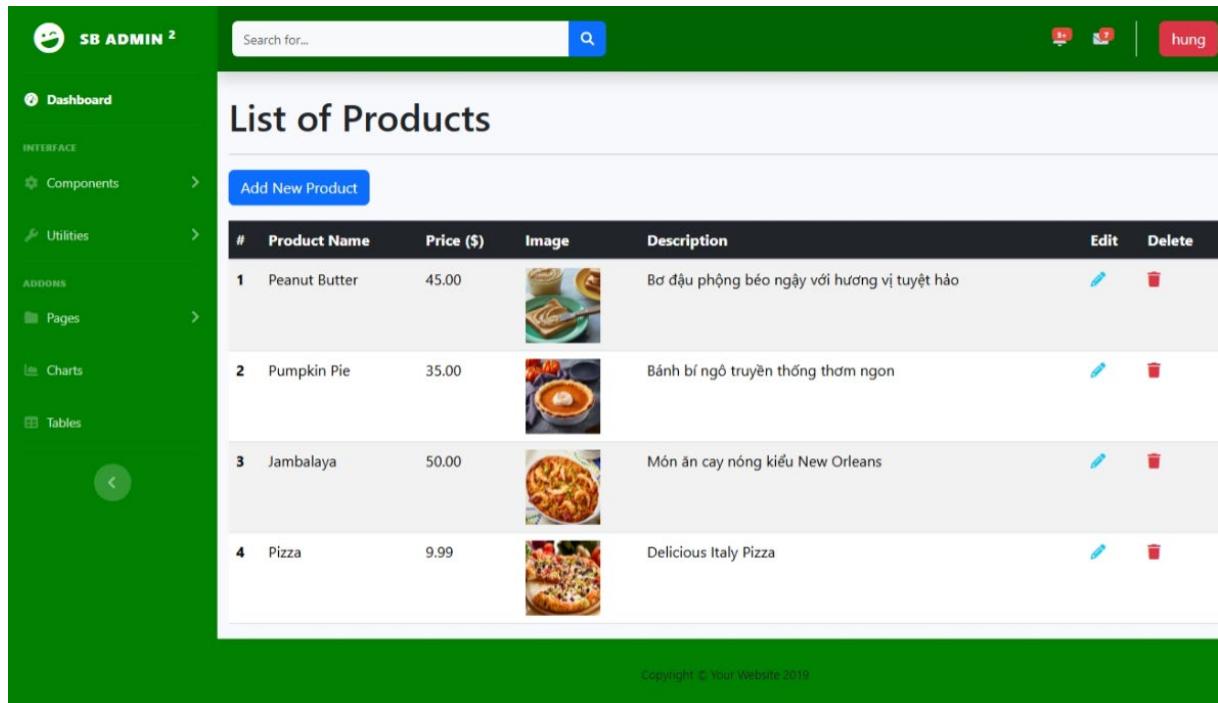 SB ADMIN 2
Search for...
3+
7
hung
Dashboard
List of Products
INTERFACE
Components
Add New Product
Utilities
# Product Name Price ($) Image Description Edit Delete
ADDONS
1 Peanut Butter 45.00 Bơ đậu phộng béo ngậy với hương vị tuyệt hảo
Pages
Charts
2 Pumpkin Pie 35.00 Bánh bí ngô truyền thống thơm ngon
Tables
3 Jambalaya 50.00 Món ăn cay nóng kiểu New Orleans
4 Pizza 9.99 Delicious Italy Pizza
Copyright © Your Website 2019